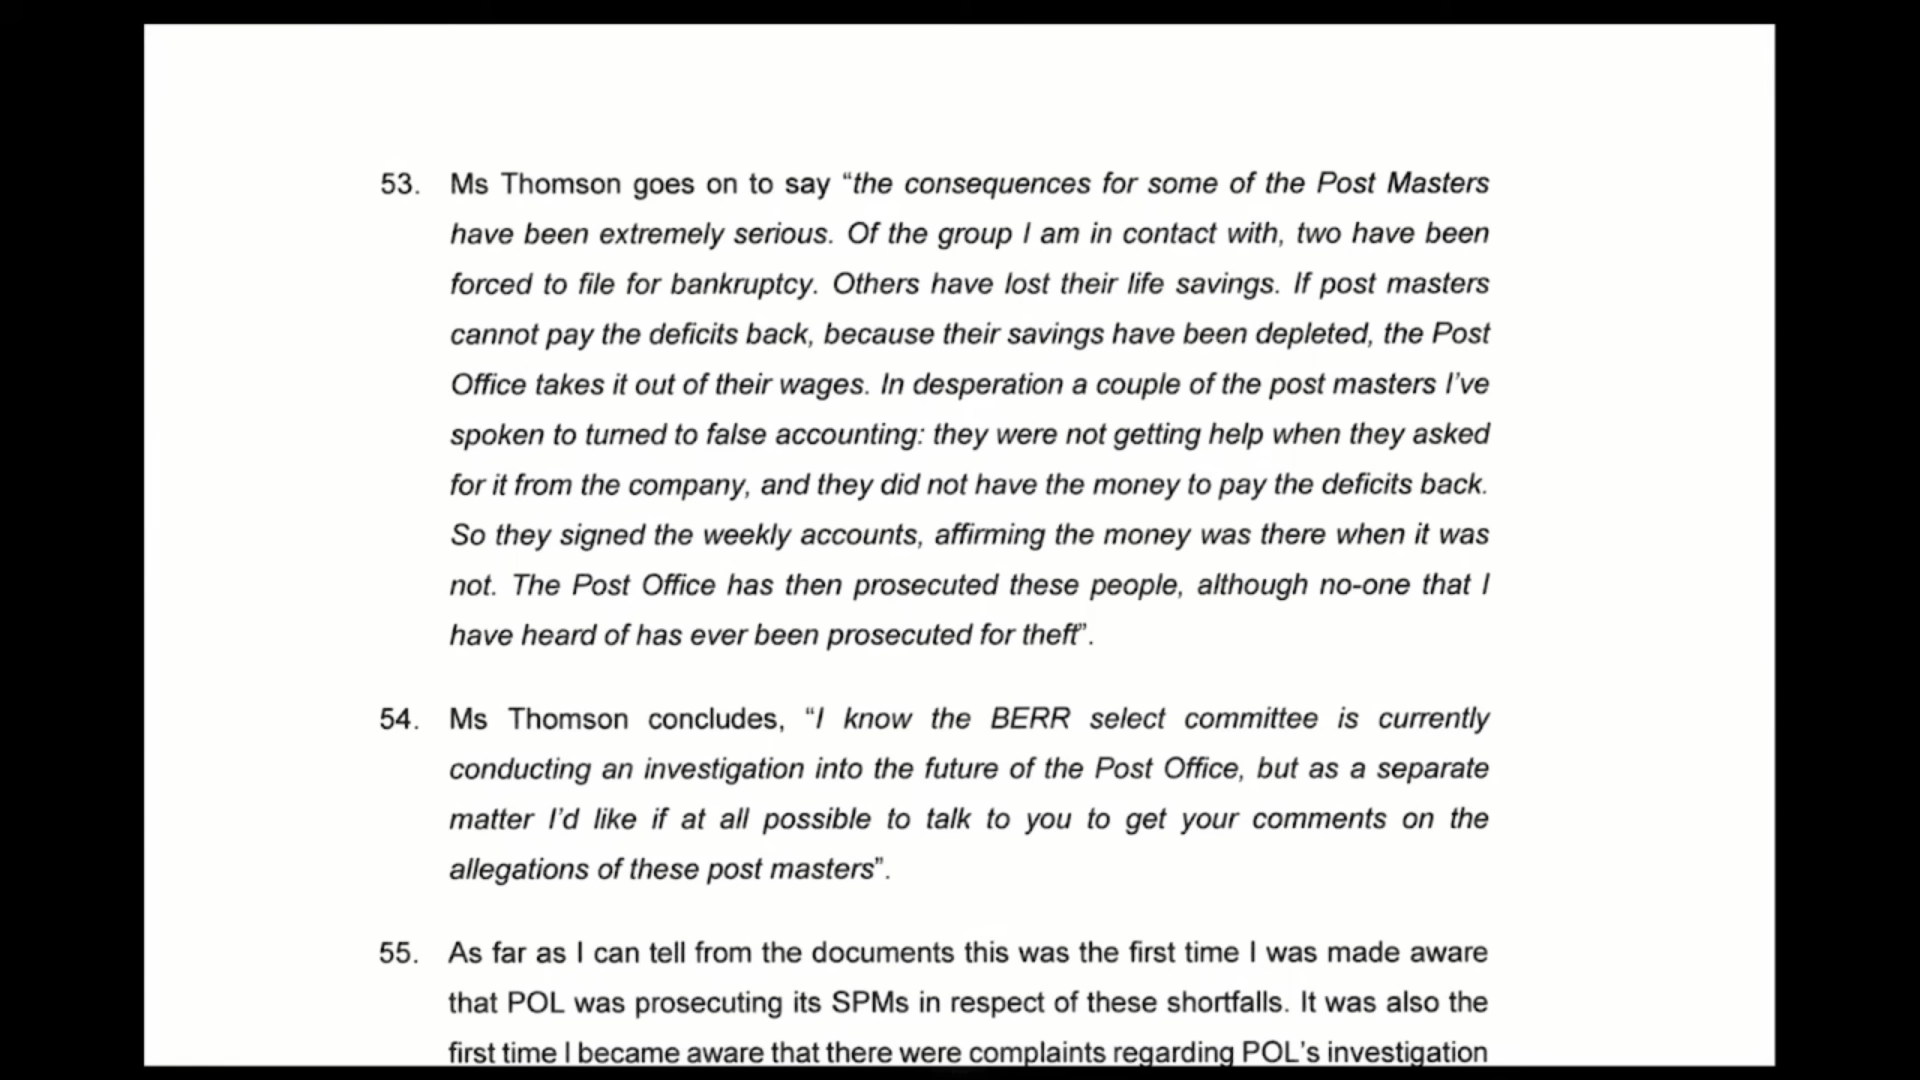 53. Ms Thomson goes on to say “the consequences for some of the Post Masters
have been extremely serious. Of the group I am in contact with, two have been
forced to file for bankruptcy. Others have lost their life savings. If post masters
cannot pay the deficits back, because their savings have been depleted, the Post
Office takes it out of their wages. In desperation a couple of the post masters I’ve
spoken to turned to false accounting: they were not getting help when they asked
for it from the company, and they did not have the money to pay the deficits back.
So they signed the weekly accounts, affirming the money was there when it was
not. The Post Office has then prosecuted these people, although no-one that I
have heard of has ever been prosecuted for theft”.
54. Ms Thomson concludes, “I know the BERR select committee is currently
conducting an investigation into the future of the Post Office, but as a separate
matter I’d like if at all possible to talk to you to get your comments on the
allegations of these post masters”.
55. As far as I can tell from the documents this was the first time I was made aware
that POL was prosecuting its SPMs in respect of these shortfalls. It was also the
first time I became aware that there were complaints regarding POL’s investigation